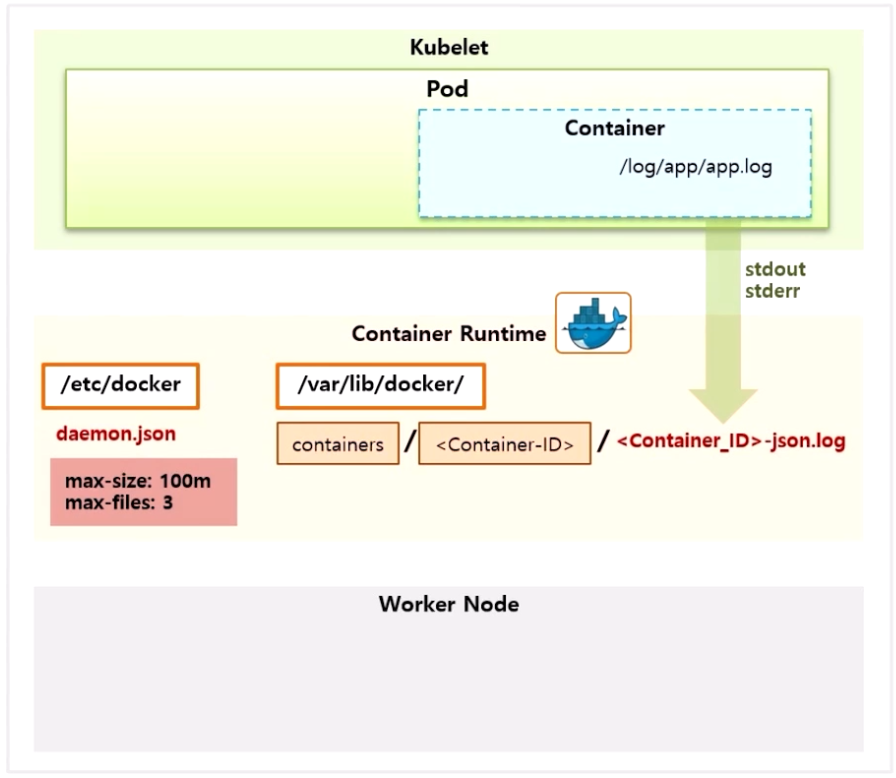 Kubelet
Pod
Container
/log/app/app.log
stdout
stderr
Container Runtime
/etc/docker
/var/lib/docker/
daemon.json
containers / <Container-ID> / <Container_ID>-json.log
max-size: 100m
max-files: 3
Worker Node